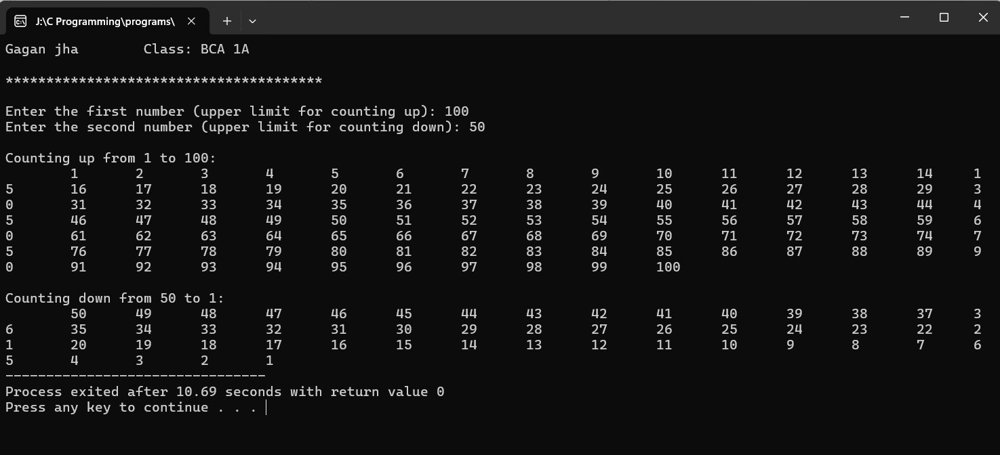 J:\C Programming\programs\
Gagan jha        Class: BCA 1A
***************************************
Enter the first number (upper limit for counting up): 100
Enter the second number (upper limit for counting down): 50
Counting up from 1 to 100:
        1       2       3       4       5       6       7       8       9       10      11      12      13      14     1
5       16      17      18      19      20      21      22      23      24      25      26      27      28      29     3
0       31      32      33      34      35      36      37      38      39      40      41      42      43      44     4
5       46      47      48      49      50      51      52      53      54      55      56      57      58      59     6
0       61      62      63      64      65      66      67      68      69      70      71      72      73      74     7
5       76      77      78      79      80      81      82      83      84      85      86      87      88      89     9
0       91      92      93      94      95      96      97      98      99      100
Counting down from 50 to 1:
        50      49      48      47      46      45      44      43      42      41      40      39      38      37     3
6       35      34      33      32      31      30      29      28      27      26      25      24      23      22     2
1       20      19      18      17      16      15      14      13      12      11      10      9       8       7      6
5       4       3       2       1
--------------------------------
Process exited after 10.69 seconds with return value 0
Press any key to continue . . .